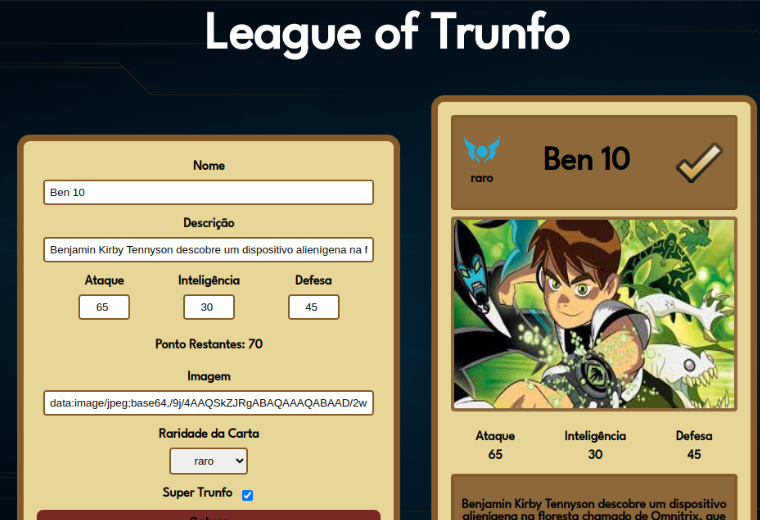 League of Trunfo
Nome
Ben 10
Descrição
Benjamin Kirby Tennyson descobre um dispositivo alienígena na f
Ataque Inteligência Defesa
65 30 45
Ponto Restantes: 70
Imagem
data:image/jpeg;base64,/9j/4AAQSkZJRgABAQAAAQABAAD/2w
Raridade da Carta
raro
Super Trunfo
raro
Ben 10
Ataque Inteligência Defesa
65 30 45
Benjamin Kirby Tennyson descobre um dispositivo
alienígena na floresta chamado de Omnitrix, que